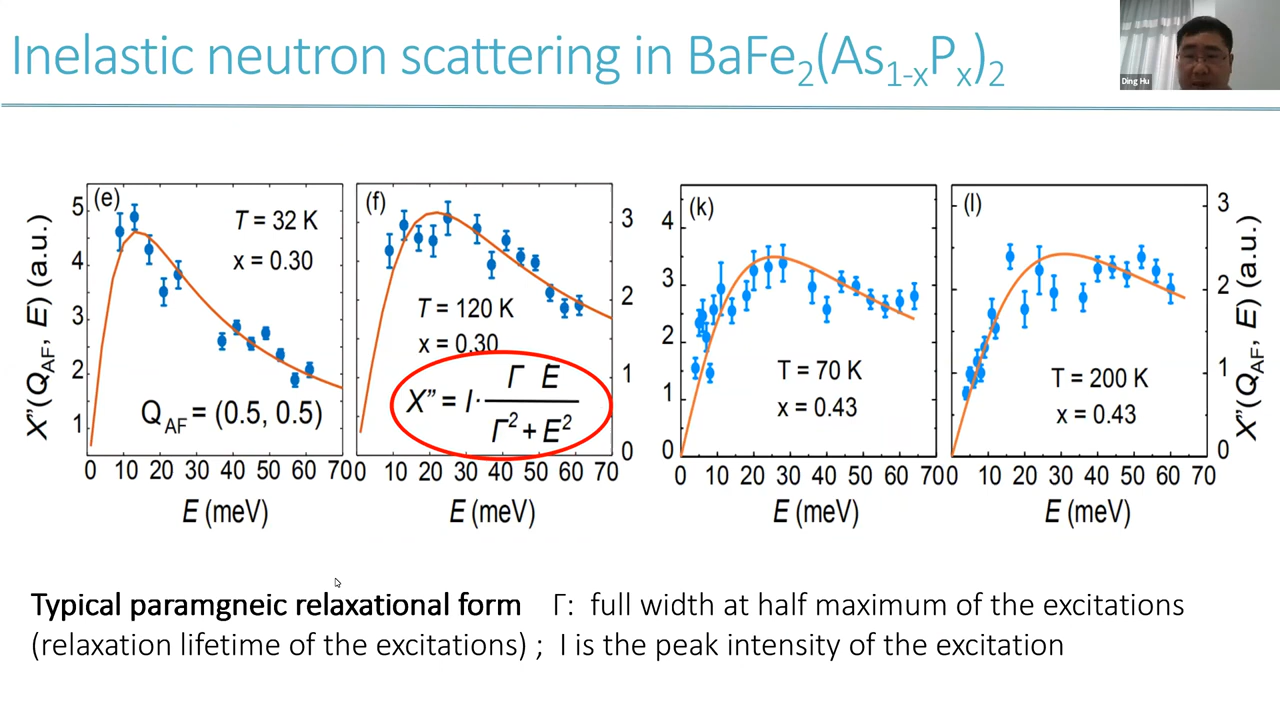 Inelastic neutron scattering in BaFe₂(As₁₋ₓPₓ)₂
Ding Hu
X”(Q_AF, E) (a.u.)
(e)
T = 32 K
x = 0.30
Q_AF = (0.5, 0.5)
5
4
3
2
1
0 10 20 30 40 50 60 70
E (meV)
(f)
T = 120 K
x = 0.30
X” = I· Γ E / Γ² + E²
3
2
1
0
0 10 20 30 40 50 60 70
E (meV)
(k)
T = 70 K
x = 0.43
4
3
2
1
0
0 10 20 30 40 50 60 70
E (meV)
(l)
T = 200 K
x = 0.43
3
2
1
0
0 10 20 30 40 50 60 70
E (meV)
X”(Q_AF, E) (a.u.)
Typical paramgneic relaxational form Γ: full width at half maximum of the excitations
(relaxation lifetime of the excitations) ; I is the peak intensity of the excitation